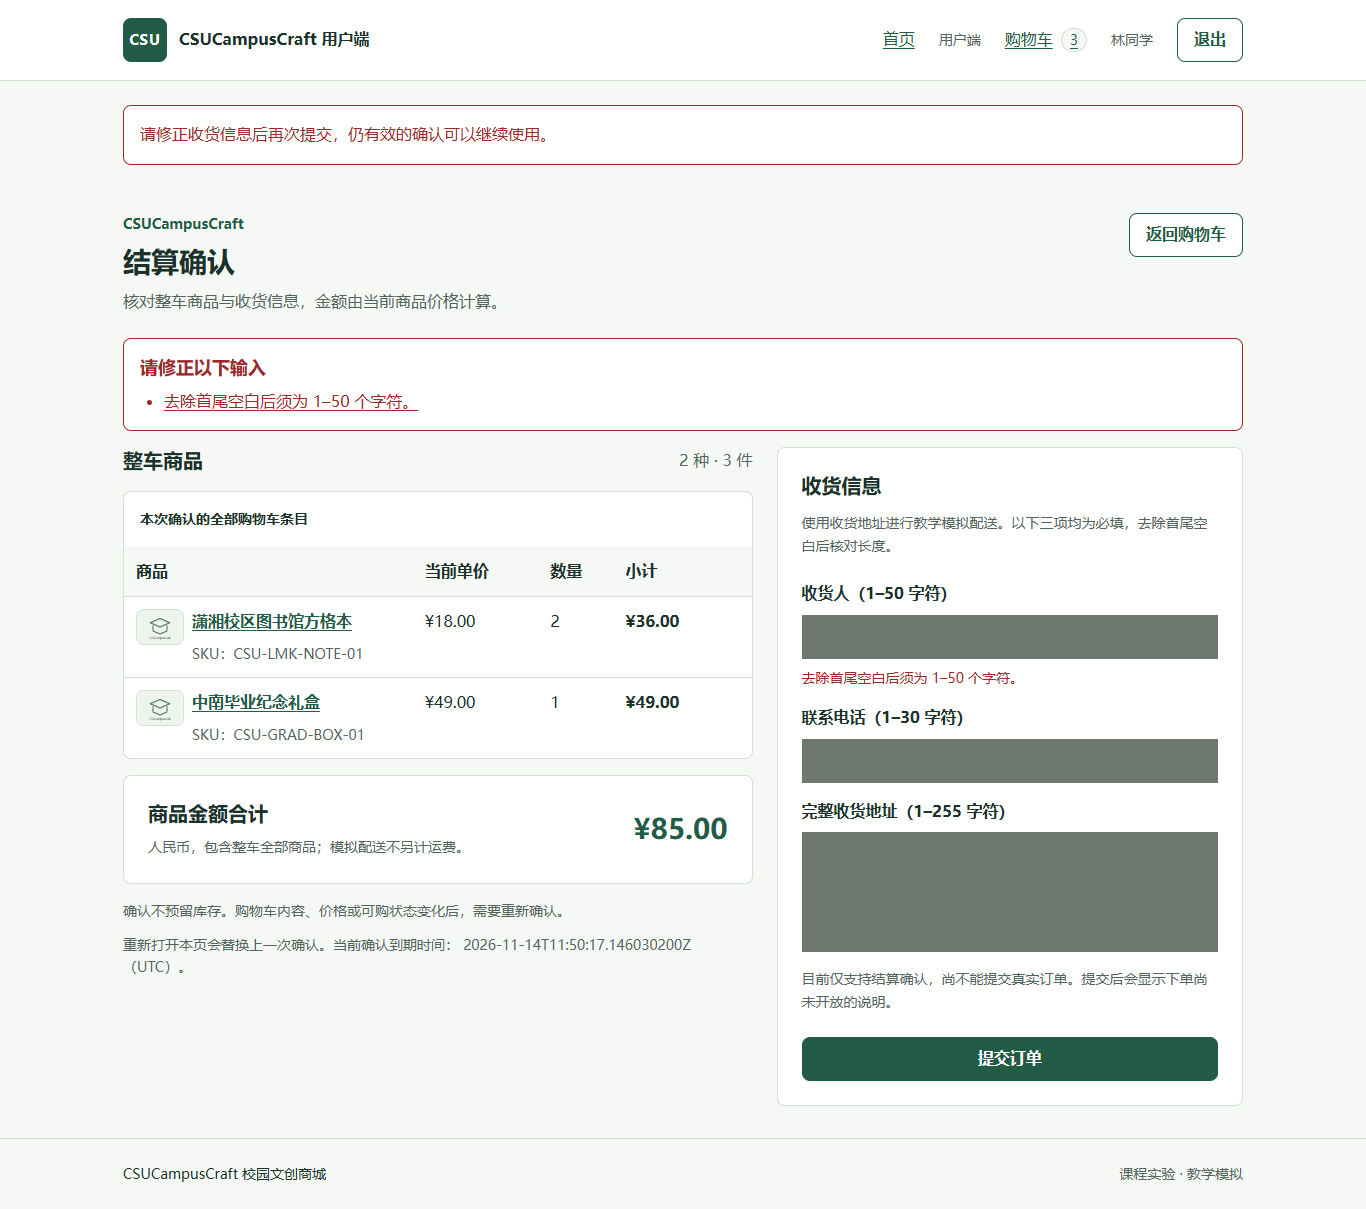 CSU CSUCampusCraft 用户端 首页 用户端 购物车 3 林同学 退出
请修正收货信息后再次提交，仍有效的确认可以继续使用。
CSUCampusCraft
结算确认
返回购物车
核对整车商品与收货信息，金额由当前商品价格计算。
请修正以下输入
• 去除首尾空白后须为 1–50 个字符。
整车商品 2 种 · 3 件
本次确认的全部购物车条目
商品 当前单价 数量 小计
潇湘校区图书馆方格本 ¥18.00 2 ¥36.00
SKU：CSU-LMK-NOTE-01
中南毕业纪念礼盒 ¥49.00 1 ¥49.00
SKU：CSU-GRAD-BOX-01
商品金额合计
¥85.00
人民币，包含整车全部商品；模拟配送不另计运费。
确认不预留库存。购物车内容、价格或可购状态变化后，需要重新确认。
重新打开本页会替换上一次确认。当前确认到期时间： 2026-11-14T11:50:17.146030200Z
（UTC）。
收货信息
使用收货地址进行教学模拟配送。以下三项均为必填，去除首尾空
白后核对长度。
收货人（1–50 字符）
去除首尾空白后须为 1–50 个字符。
联系电话（1–30 字符）
完整收货地址（1–255 字符）
目前仅支持结算确认，尚不能提交真实订单。提交后会显示下单尚
未开放的说明。
提交订单
CSUCampusCraft 校园文创商城 课程实验 · 教学模拟